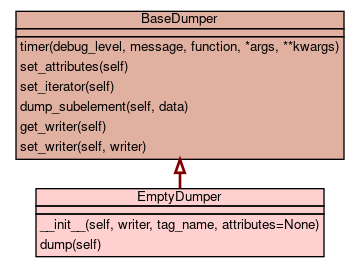 BaseDumper
timer(debug_level, message, function, *args, **kwargs)
set_attributes(self)
set_iterator(self)
dump_subelement(self, data)
get_writer(self)
set_writer(self, writer)
EmptyDumper
__init__(self, writer, tag_name, attributes=None)
dump(self)